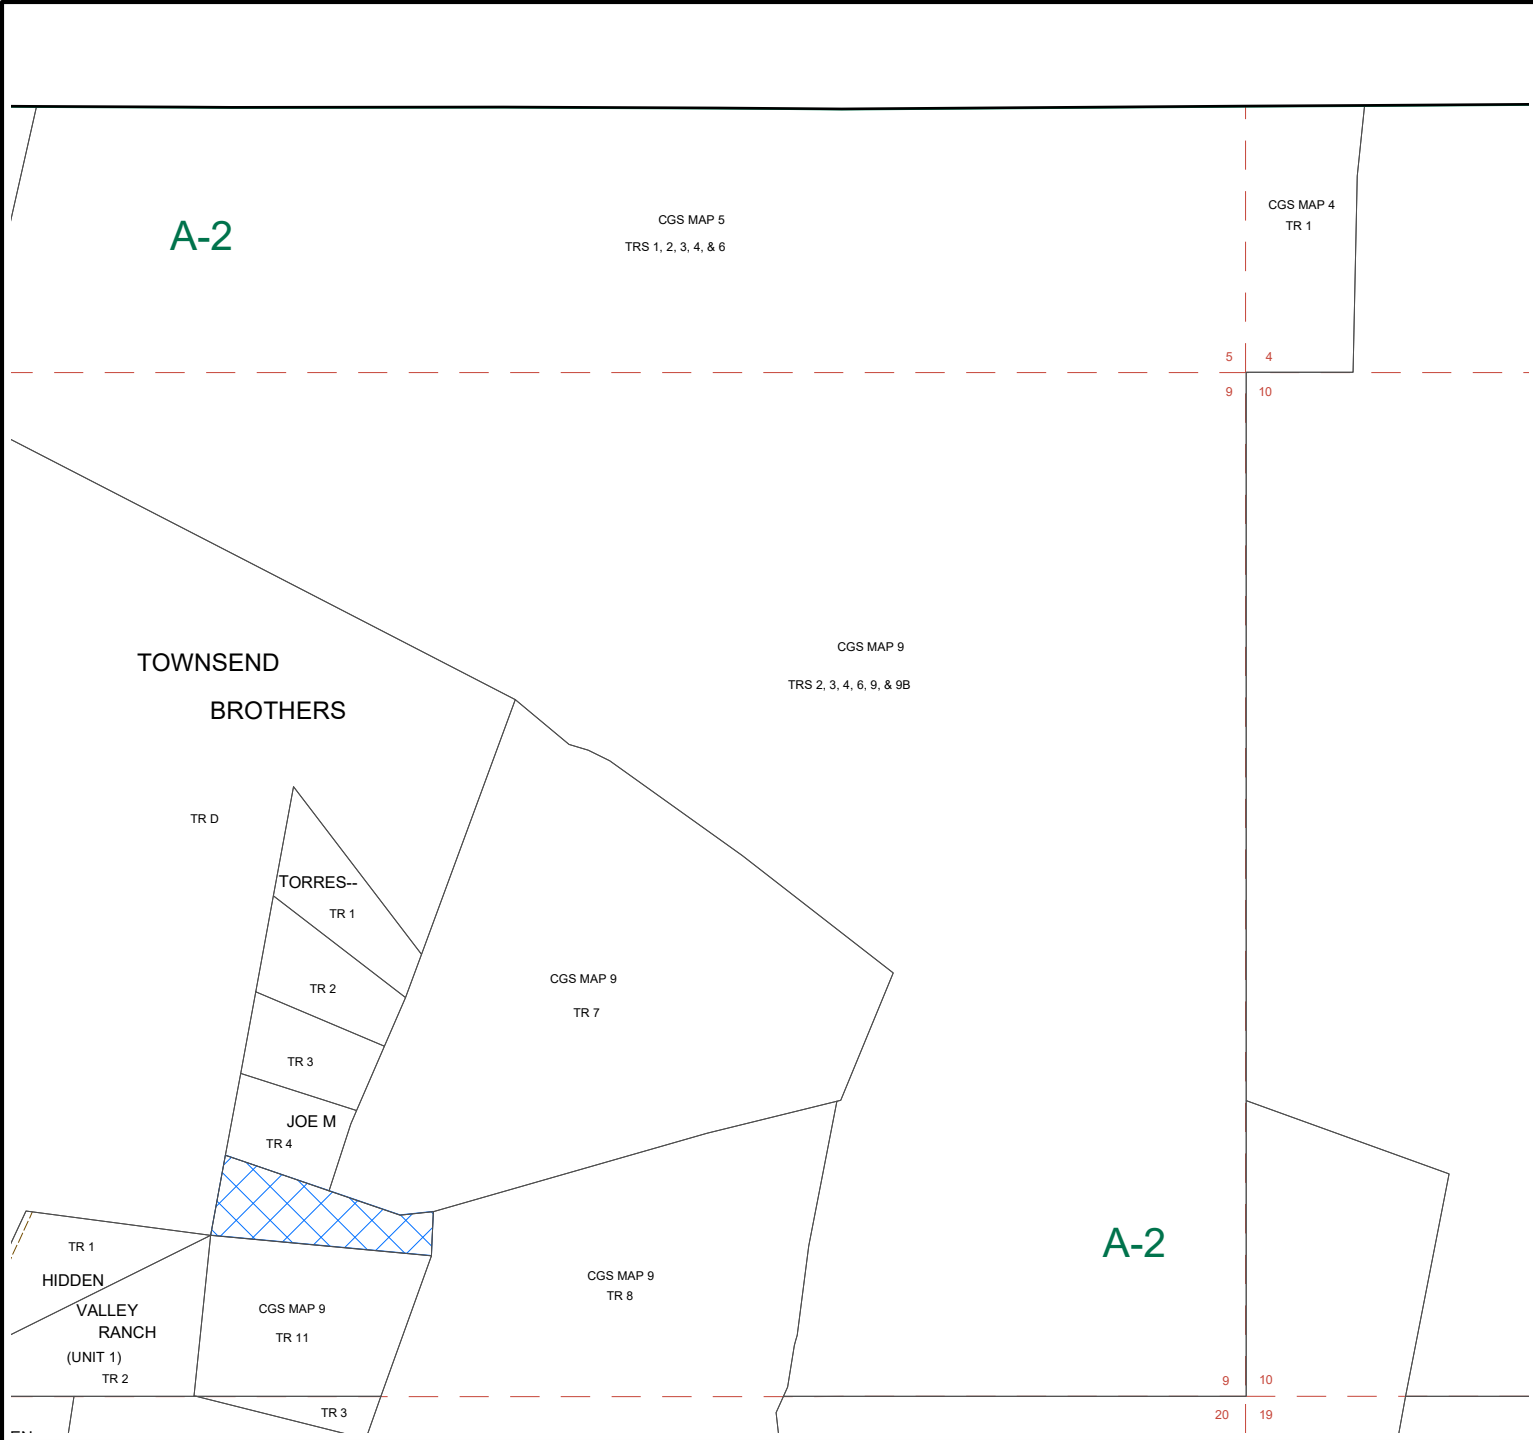 CGS MAP 5
TRS 1, 2, 3, 4, & 6
A-2
CGS MAP 4
TR 1
5 4
9 10
TOWNSEND
BROTHERS
CGS MAP 9
TRS 2, 3, 4, 6, 9, & 9B
TR D
TORRES--
TR 1
TR 2
CGS MAP 9
TR 7
TR 3
JOE M
TR 4
TR 1
HIDDEN
VALLEY
RANCH
(UNIT 1)
TR 2
CGS MAP 9
TR 11
CGS MAP 9
TR 8
A-2
TR 3
9 10
20 19